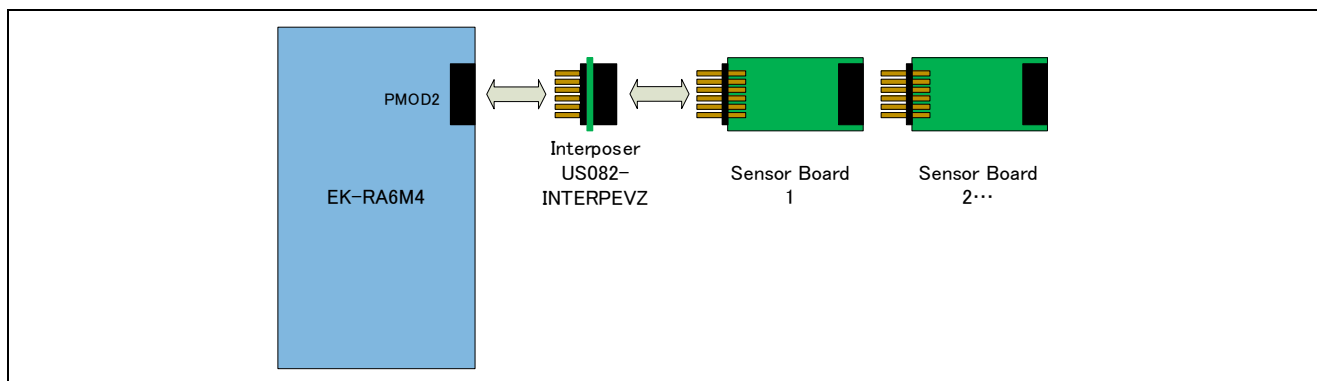 PMOD2
EK-RA6M4
Interposer
US082-
INTERPEVZ
Sensor Board
1
Sensor Board
2···